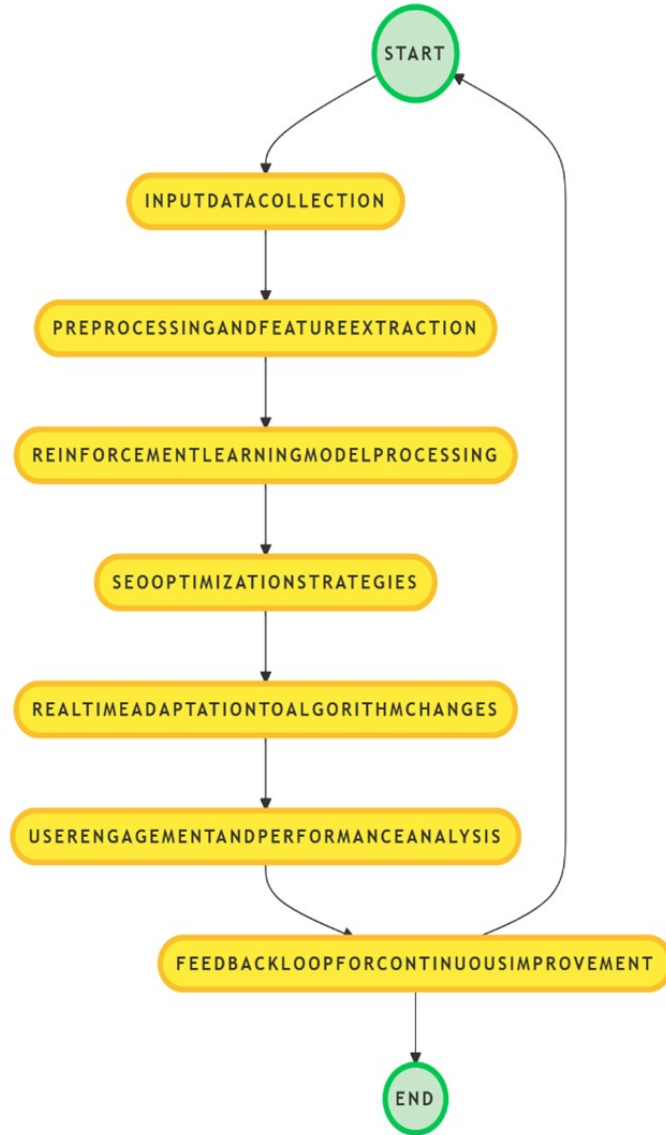 START
INPUTDATACOLLECTION
PREPROCESSINGANDFEATUREEXTRACTION
REINFORCEMENTLEARNINGMODELPROCESSING
SEOOPTIMIZATIONSTRATEGIES
REALTIMEADAPTATIONTOALGORITHMCHANGES
USERENGAGEMENTANDPERFORMANCEANALYSIS
FEEDBACKLOOPFORCONTINUOUSIMPROVEMENT
END